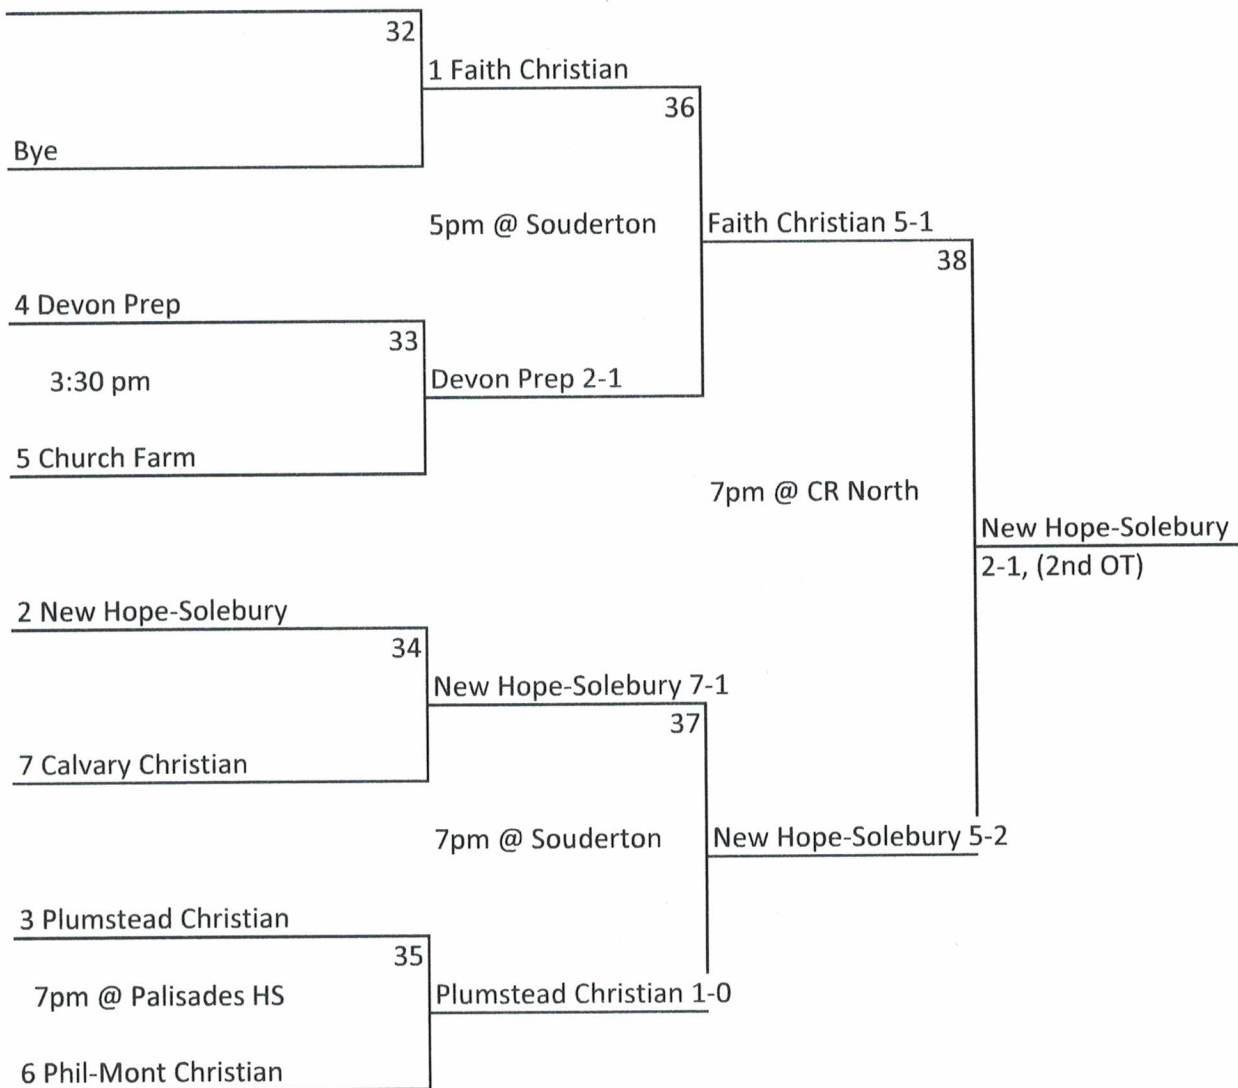 32
1 Faith Christian
36
Bye
5pm @ Souderton
Faith Christian 5-1
38
4 Devon Prep
33
3:30 pm
Devon Prep 2-1
5 Church Farm
7pm @ CR North
New Hope-Solebury
2-1, (2nd OT)
2 New Hope-Solebury
34
New Hope-Solebury 7-1
37
7 Calvary Christian
7pm @ Souderton
New Hope-Solebury 5-2
3 Plumstead Christian
35
7pm @ Palisades HS
Plumstead Christian 1-0
6 Phil-Mont Christian